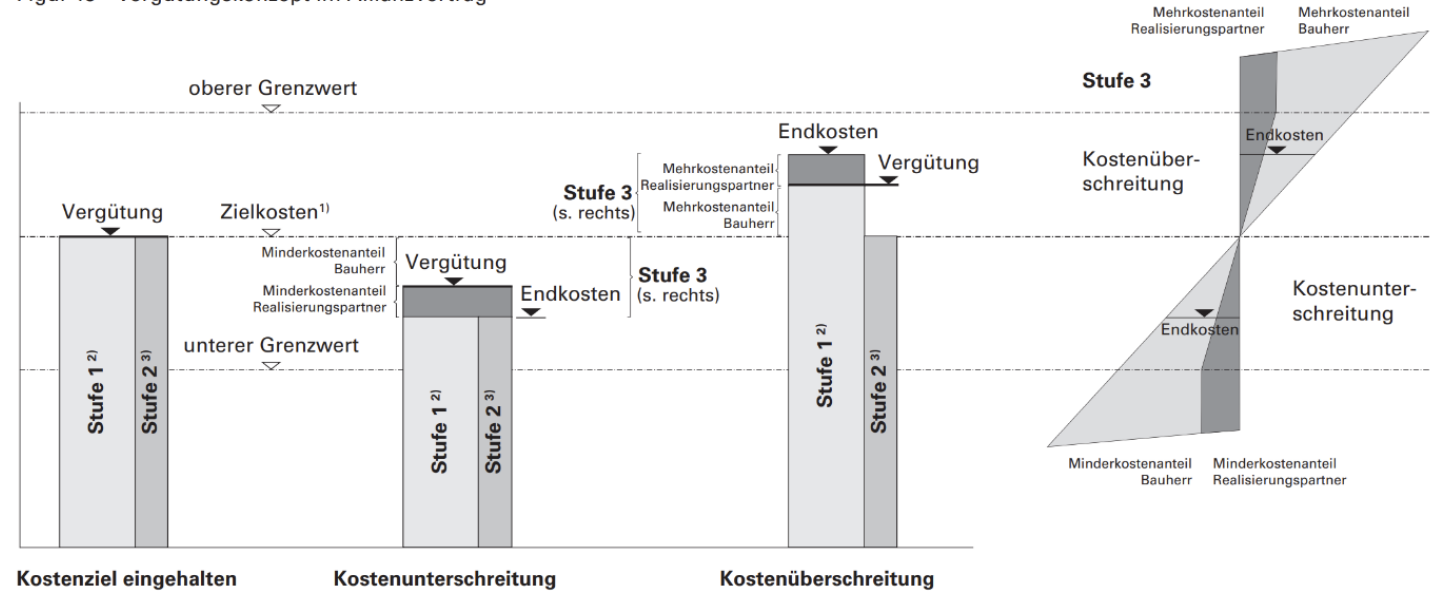 Mehrkostenanteil
Realisierungspartner
Mehrkostenanteil
Bauherr
Stufe 3
oberer Grenzwert
Endkosten
Vergütung
Mehrkostenanteil
Realisierungspartner
Mehrkostenanteil
Bauherr
Stufe 3
(s. rechts)
Endkosten
Kostenüber-
schreitung
Vergütung
Zielkosten1)
Minderkostenanteil
Bauherr
Minderkostenanteil
Realisierungspartner
Vergütung
Endkosten
Stufe 3
(s. rechts)
Kostenunter-
schreitung
Endkosten
unterer Grenzwert
Stufe 1 2)
Stufe 2 3)
Stufe 1 2)
Stufe 2 3)
Stufe 1 2)
Stufe 2 3)
Minderkostenanteil
Bauherr
Minderkostenanteil
Realisierungspartner
Kostenziel eingehalten
Kostenunterschreitung
Kostenüberschreitung